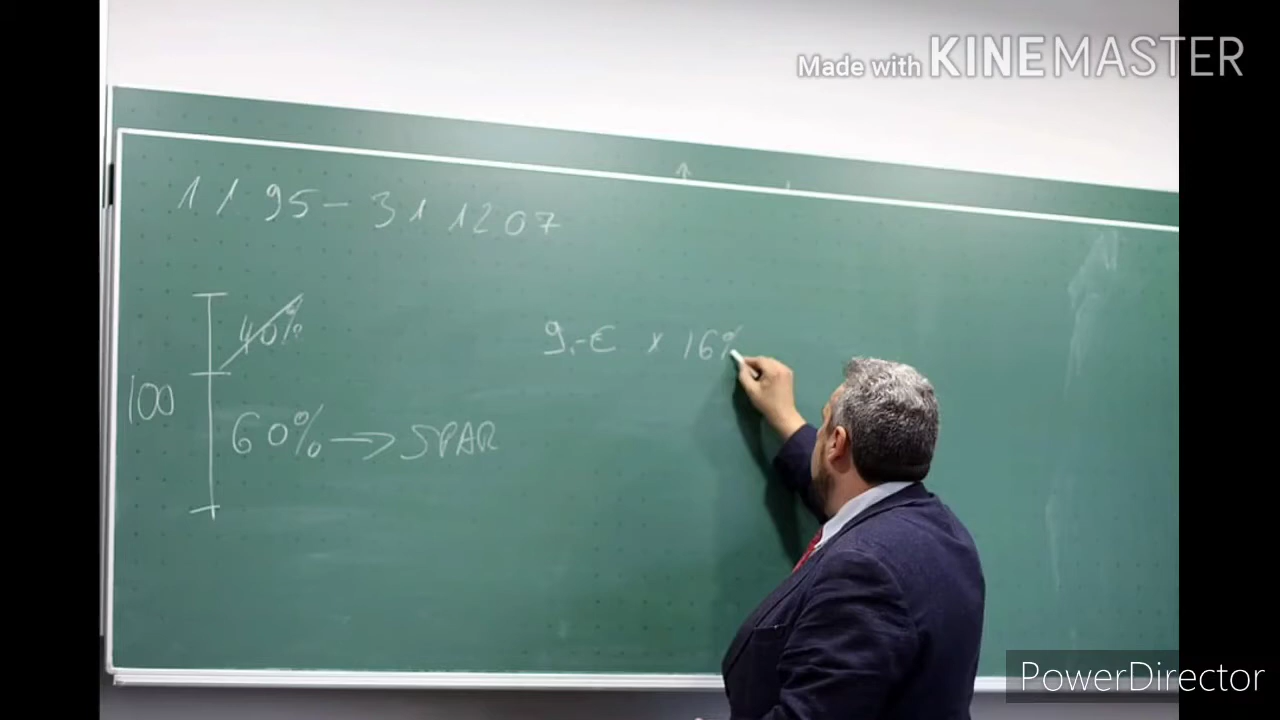 Made with KINEMASTER
1 1 95 - 31 12 07
40%
9,-€ x 16%
100
60% → SPAR
PowerDirector